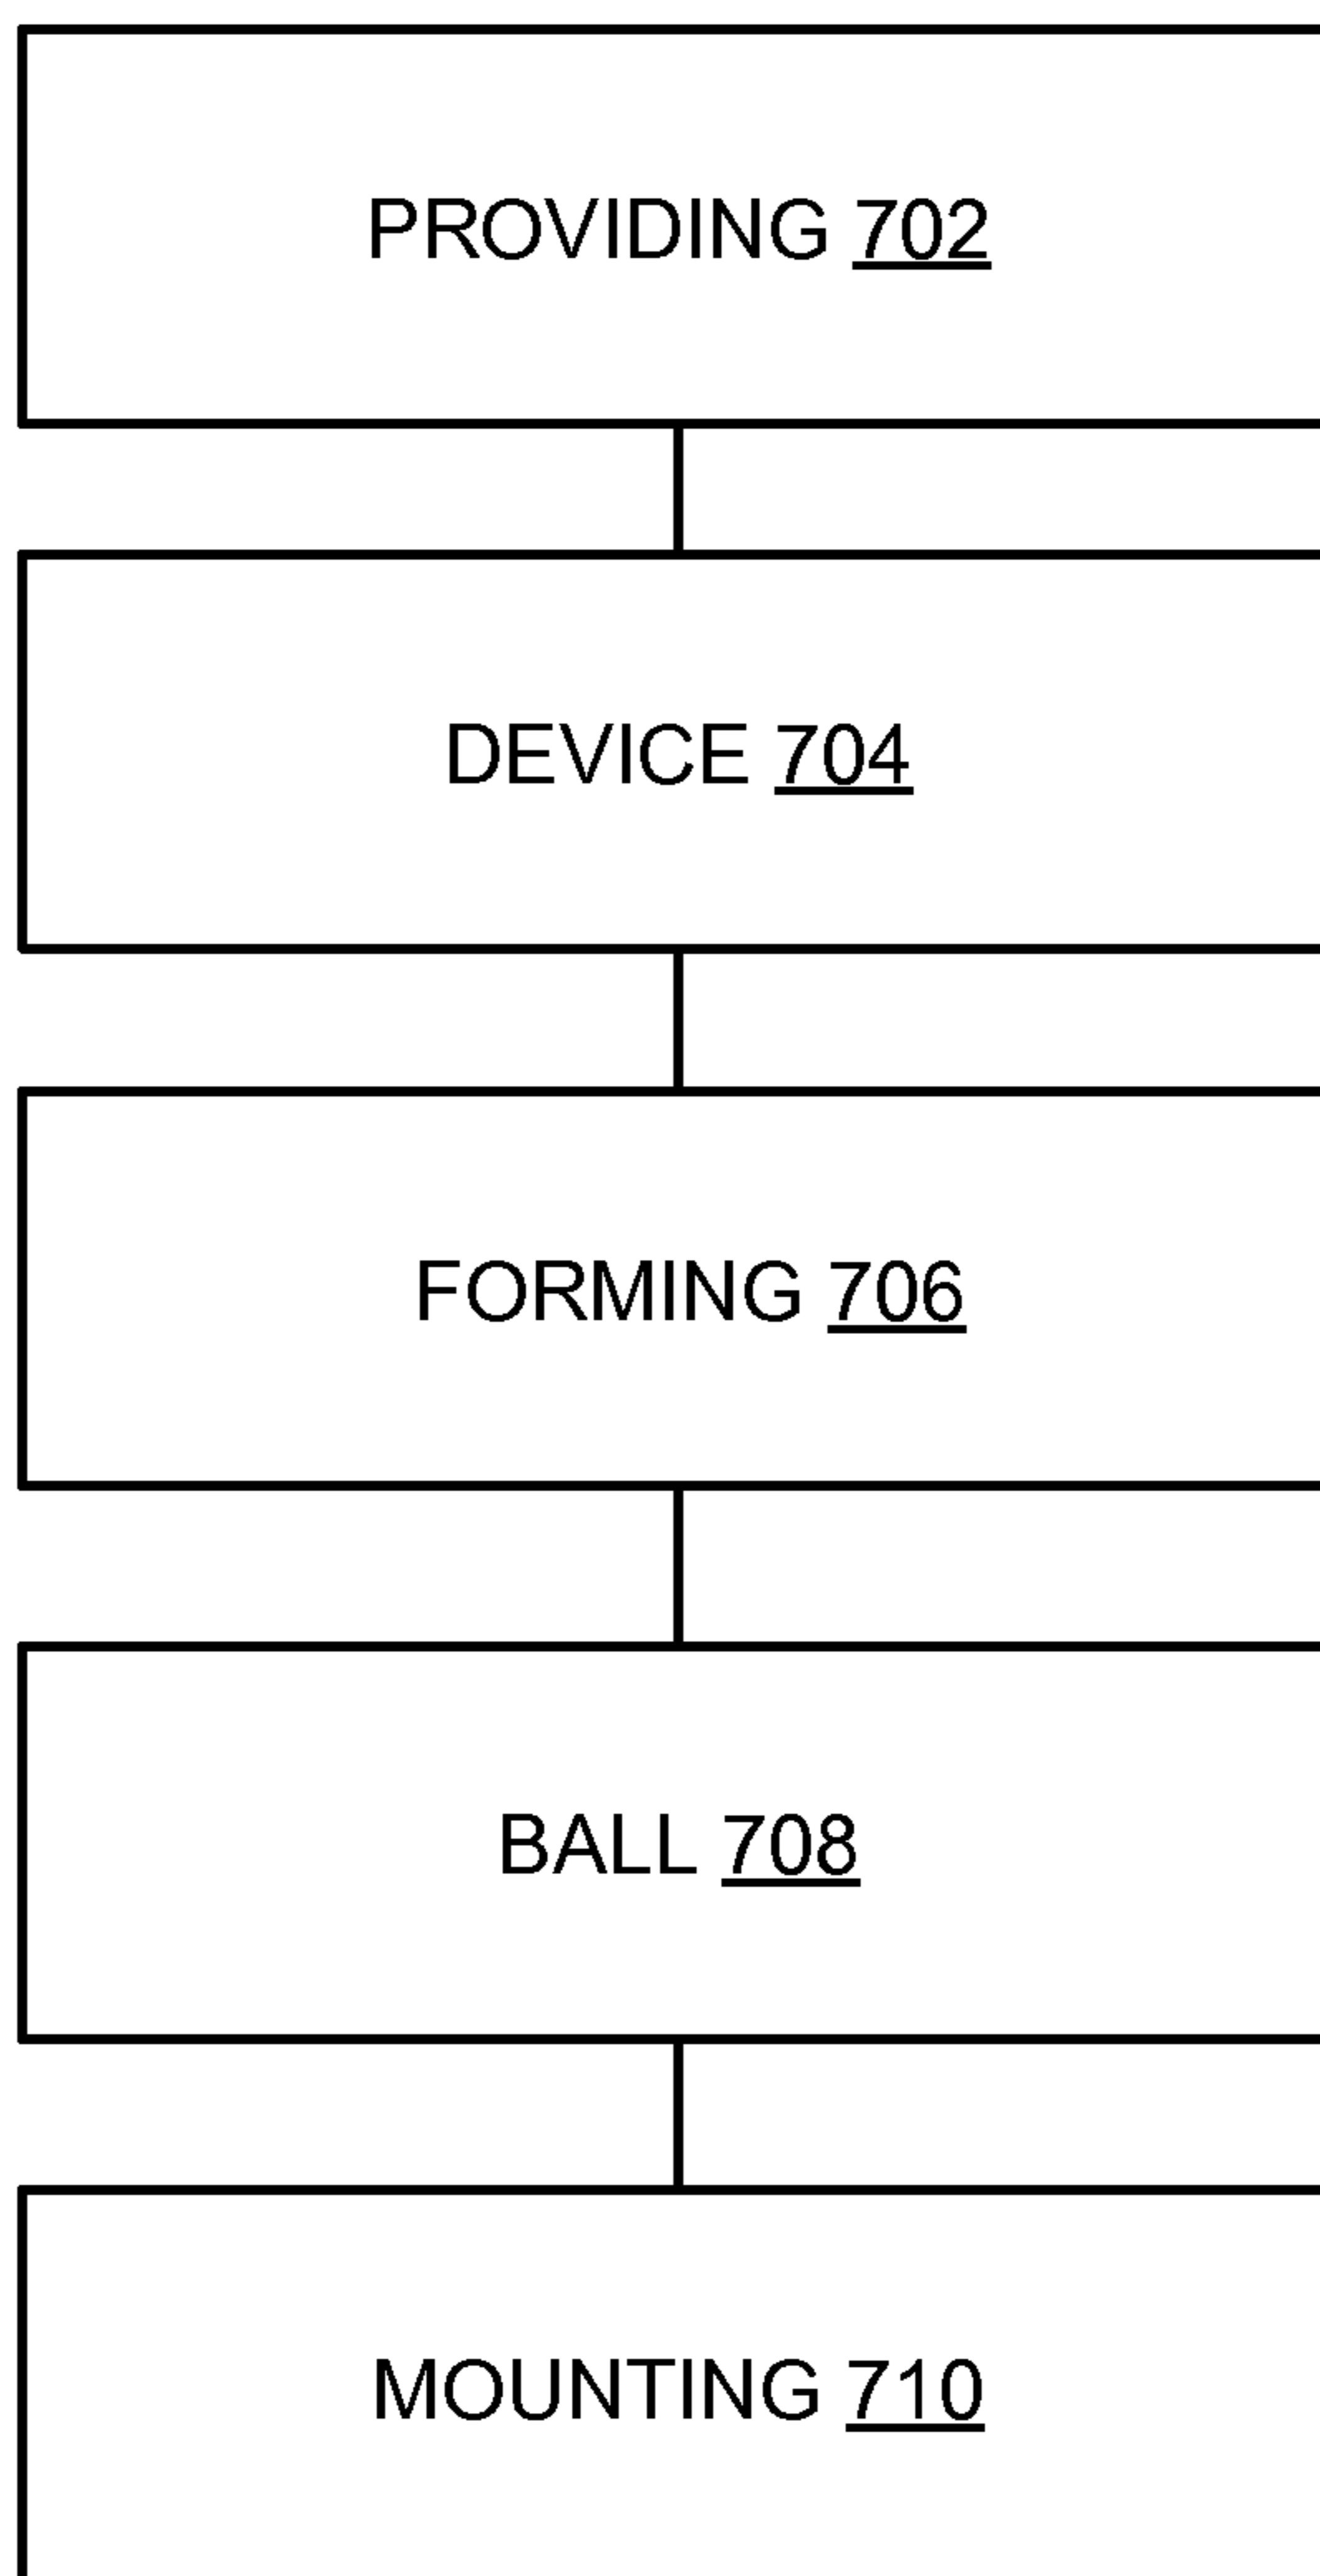 PROVIDING 702
DEVICE 704
FORMING 706
BALL 708
MOUNTING 710